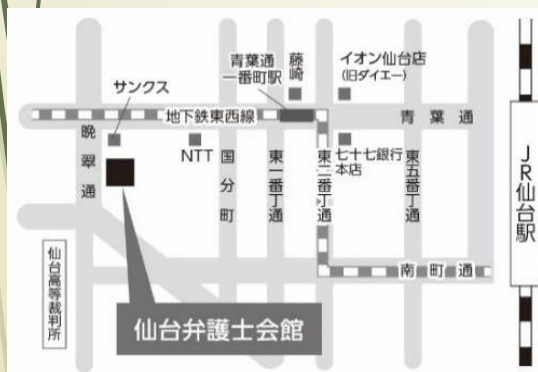 青葉通
一番町駅
藤崎
イオン仙台店
(旧ダイエー)
サンクス
地下鉄東西線
青葉通
晩翠通
NTT
国分町
東一番丁通
東二番丁通
七十七銀行
本店
東五番丁通
JR仙台駅
仙台高等裁判所
南町通
仙台弁護士会館